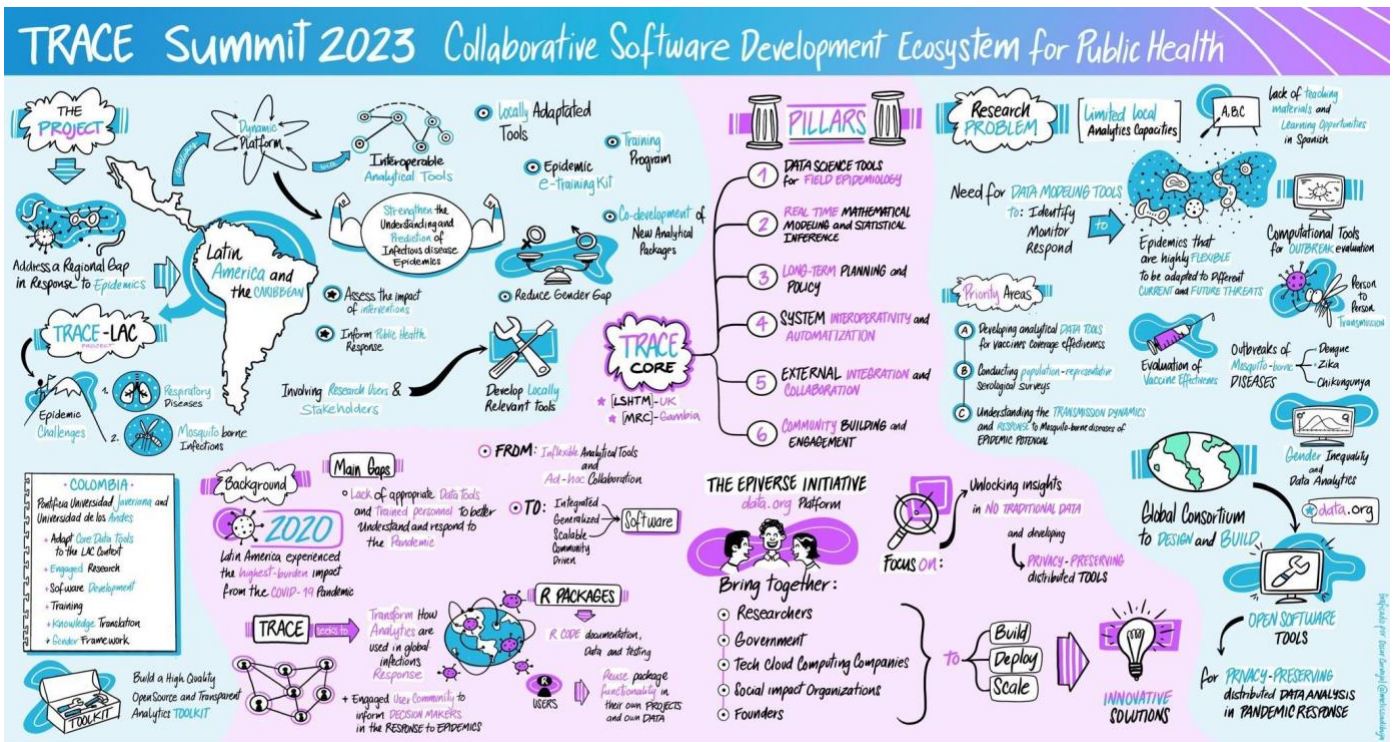 TRACE Summit 2023 Collaborative Software Development Ecosystem for Public Health
THE
PROJECT
Address a Regional Gap
in Response to Epidemics
Latin
America and
the CARIBBEAN
Dynamic
Platform
with
Interoperable
Analytical Tools
Locally Adaptated
Tools
Epidemic
e-training Kit
Training
Program
Co-development of
New Analytical
Packages
Strengthen the
Understanding and
Prediction of
Infectious disease
Epidemics
Assess the impact
of interventions
Inform Public Health
Response
Reduce Gender Gap
Involving Research Users &
Stakeholders
Develop Locally
Relevant Tools
TRACE-LAC
PROJECT
Epidemic
Challenges
1.
Respiratory
Diseases
2.
Mosquito borne
Infections
COLOMBIA
Pontificia Universidad Javeriana and
Universidad de los Andes
+ Adapt Core Data Tools
to the LAC Context
+ Engaged Research
+ Software Development
+ Training
+ Knowledge Translation
+ Gender Framework
TOOLKIT
Build a High Quality
OpenSource and Transparent
Analytics TOOLKIT
Background
2020
Latin America experienced
the highest-burden impact
from the COVID-19 Pandemic
Main Gaps
Lack of appropriate Data Tools
and Trained personnel to better
Understand and respond to
the Pandemic
FROM: Inflexible Analytical Tools
and
Ad-hoc Collaboration
TO:
Integrated
Generalized
Scalable
Community
Driven
Software
TRACE
seeks to
Transform How
Analytics are
used in global
infections
Response
+ Engaged User Community to
inform DECISION MAKERS
in the RESPONSE to EPIDEMICS
R PACKAGES
R CODE documentation,
Data and testing
R
USERS
Reuse package
functionality in
their own PROJECTS
and own DATA
PILLARS
TRACE
CORE
[LSHTM]-UK
[MRC]-Gambia
1 DATA SCIENCE TOOLS
for FIELD EPIDEMIOLOGY
2 REAL TIME MATHEMATICAL
MODELING and STATISTICAL
INFERENCE
3 LONG-TERM PLANNING and
POLICY
4 SYSTEM INTEROPERATIVITY and
AUTOMATIZATION
5 EXTERNAL INTEGRATION and
COLLABORATION
6 COMMUNITY BUILDING and
ENGAGEMENT
THE EPIVERSE INITIATIVE
data.org Platform
Bring together:
Researchers
Government
Tech Cloud Computing Companies
Social impact Organizations
Founders
to
Build
Deploy
Scale
INNOVATIVE
SOLUTIONS
FOCUS ON:
Unlocking insights
in NO TRADITIONAL DATA
and developing
PRIVACY-PRESERVING
distributed TOOLS
Research
PROBLEM
Limited local
Analytics Capacities
A,B,C
Lack of teaching
materials and
Learning Opportunities
in Spanish
Need for DATA MODELING TOOLS
to: Identify
Monitor
Respond
to
Epidemics that
are highly FLEXIBLE
to be adapted to Different
CURRENT and FUTURE THREATS
Computational Tools
for OUTBREAK evaluation
Person
to
Person
Transmission
Priority Areas
A Developing analytical DATA TOOLS
for vaccines coverage effectiveness
B Conducting population-representative
serological surveys
C Understanding the TRANSMISSION DYNAMICS
and RESPONSE to Mosquito-borne diseases of
EPIDEMIC POTENCIAL
Evaluation of
Vaccine Effectiveness
Outbreaks of
Mosquito-borne
DISEASES
Dengue
Zika
Chikungunya
Gender Inequality
and
Data Analytics
Global Consortium
to DESIGN and BUILD
data.org
OPEN SOFTWARE
TOOLS
for PRIVACY-PRESERVING
distributed DATA ANALYSIS
in PANDEMIC RESPONSE